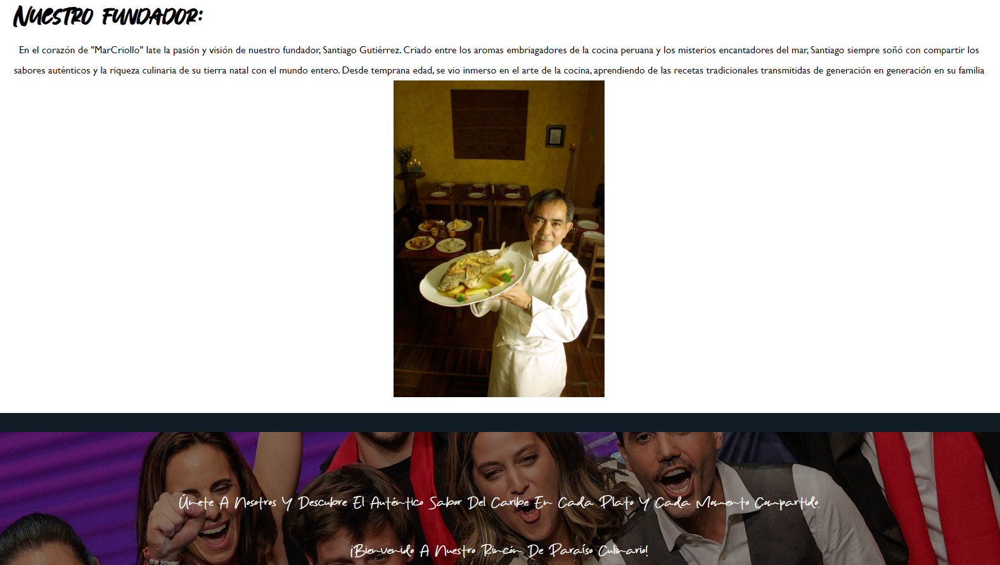 Nuestro fundador:
En el corazón de "MarCriollo" late la pasión y visión de nuestro fundador, Santiago Gutiérrez. Criado entre los aromas embriagadores de la cocina peruana y los misterios encantadores del mar, Santiago siempre soñó con compartir los
sabores auténticos y la riqueza culinaria de su tierra natal con el mundo entero. Desde temprana edad, se vio inmerso en el arte de la cocina, aprendiendo de las recetas tradicionales transmitidas de generación en generación en su familia
Únete A Nosotros Y Descubre El Auténtico Sabor Del Caribe En Cada Plato Y Cada Momento Compartido.
¡Bienvenido A Nuestro Rincón De Paraíso Culinario!